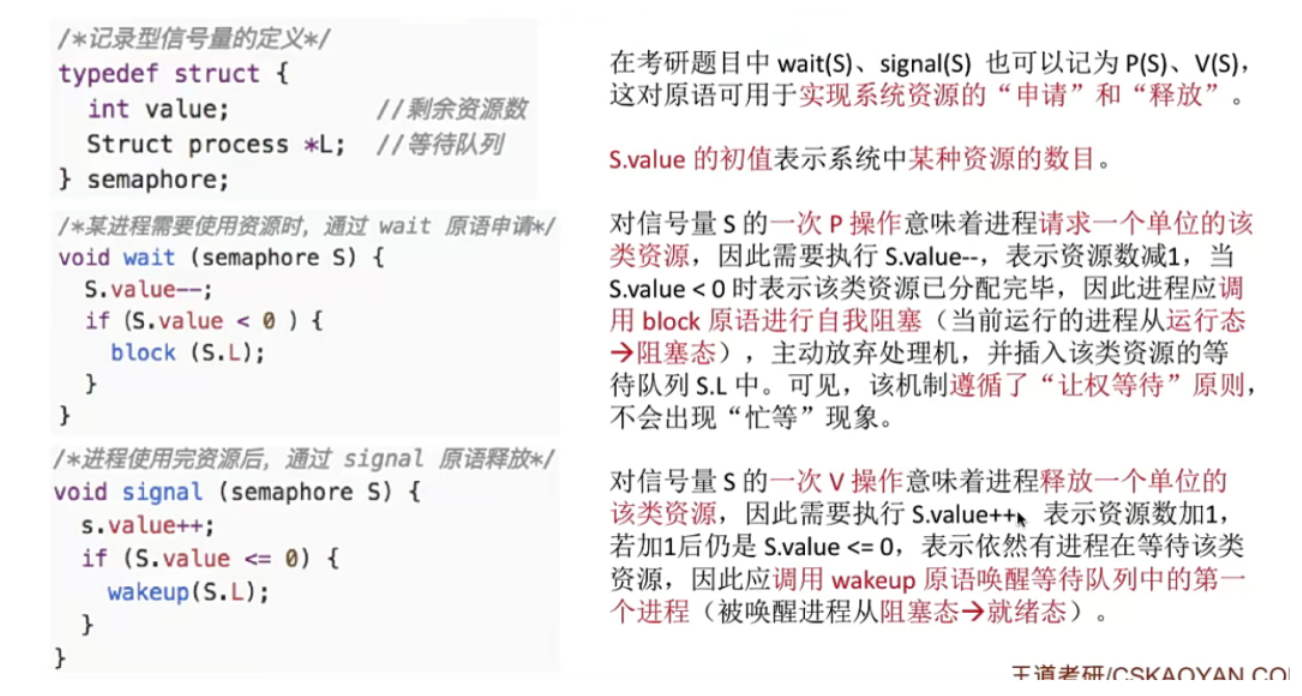 /*记录型信号量的定义*/
typedef struct {
int value; //剩余资源数
Struct process *L; //等待队列
} semaphore;
/*某进程需要使用资源时，通过 wait 原语申请*/
void wait (semaphore S) {
S.value--;
if (S.value < 0 ) {
block (S.L);
}
}
/*进程使用完资源后，通过 signal 原语释放*/
void signal (semaphore S) {
s.value++;
if (S.value <= 0) {
wakeup(S.L);
}
}
在考研题目中 wait(S)、signal(S) 也可以记为 P(S)、V(S)，
这对原语可用于实现系统资源的“申请”和“释放”。
S.value 的初值表示系统中某种资源的数目。
对信号量 S 的一次 P 操作意味着进程请求一个单位的该
类资源，因此需要执行 S.value--，表示资源数减1，当
S.value < 0 时表示该类资源已分配完毕，因此进程应调
用 block 原语进行自我阻塞（当前运行的进程从运行态
→阻塞态），主动放弃处理机，并插入该类资源的等
待队列 S.L 中。可见，该机制遵循了“让权等待”原则，
不会出现“忙等”现象。
对信号量 S 的一次 V 操作意味着进程释放一个单位的
该类资源，因此需要执行 S.value++ 表示资源数加1，
若加1后仍是 S.value <= 0，表示依然有进程在等待该类
资源，因此应调用 wakeup 原语唤醒等待队列中的第一
个进程（被唤醒进程从阻塞态→就绪态）。
王道考研/CSKAOYAN.CO